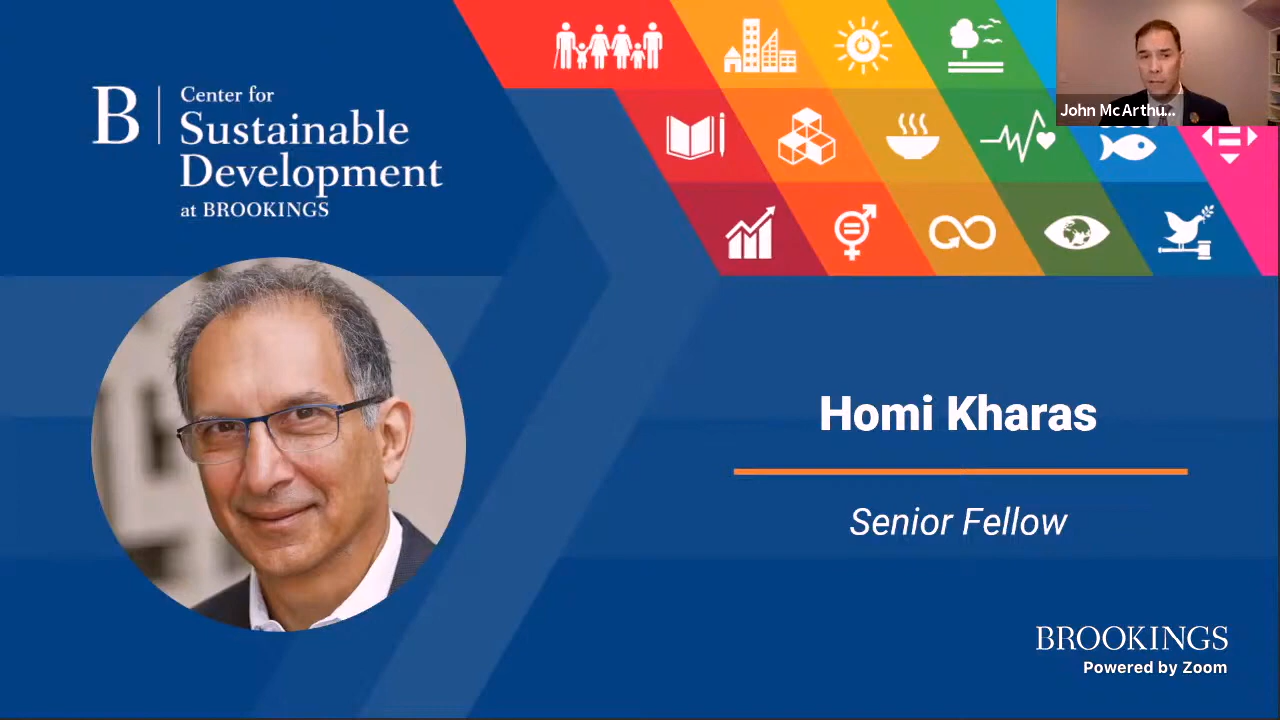 B
Center for
Sustainable
Development
at BROOKINGS
John McArthu...
Homi Kharas
Senior Fellow
BROOKINGS
Powered by Zoom